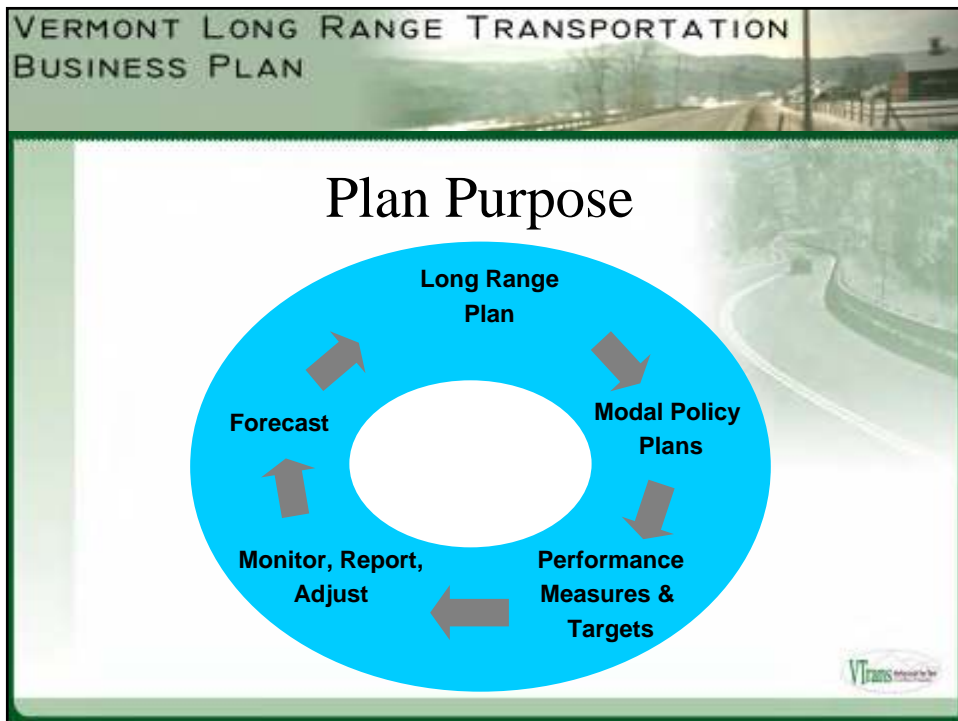 VERMONT LONG RANGE TRANSPORTATION
BUSINESS PLAN
Plan Purpose
Long Range
Plan
Modal Policy
Plans
Performance
Measures &
Targets
Monitor, Report,
Adjust
Forecast
VTrans